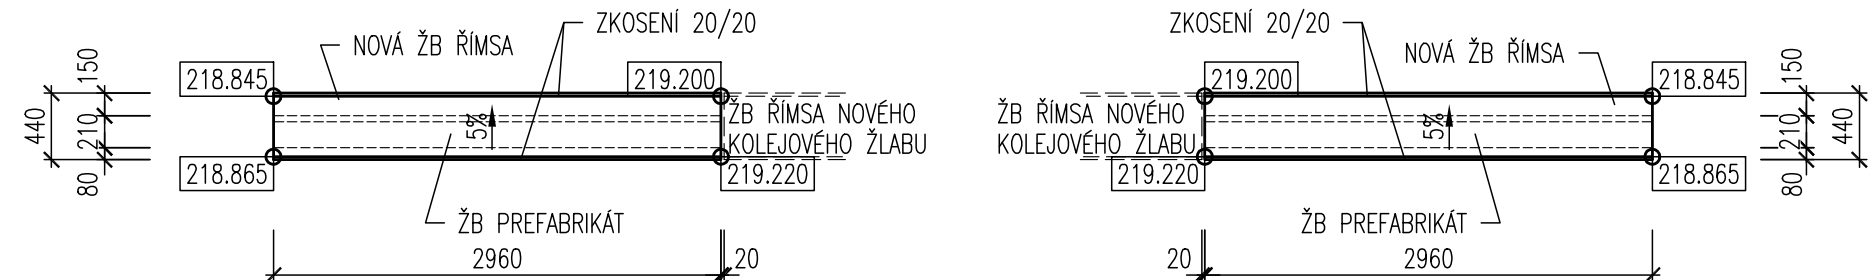 ZKOSENÍ 20/20
NOVÁ ŽB ŘÍMSA
218.845
219.200
150
440
210
80
5%
ŽB ŘÍMSA NOVÉHO
KOLEJOVÉHO ŽLABU
218.865
219.220
ŽB PREFABRIKÁT
2960
20
ZKOSENÍ 20/20
NOVÁ ŽB ŘÍMSA
219.200
218.845
ŽB ŘÍMSA NOVÉHO
KOLEJOVÉHO ŽLABU
5%
150
210
440
80
219.220
218.865
ŽB PREFABRIKÁT
20
2960